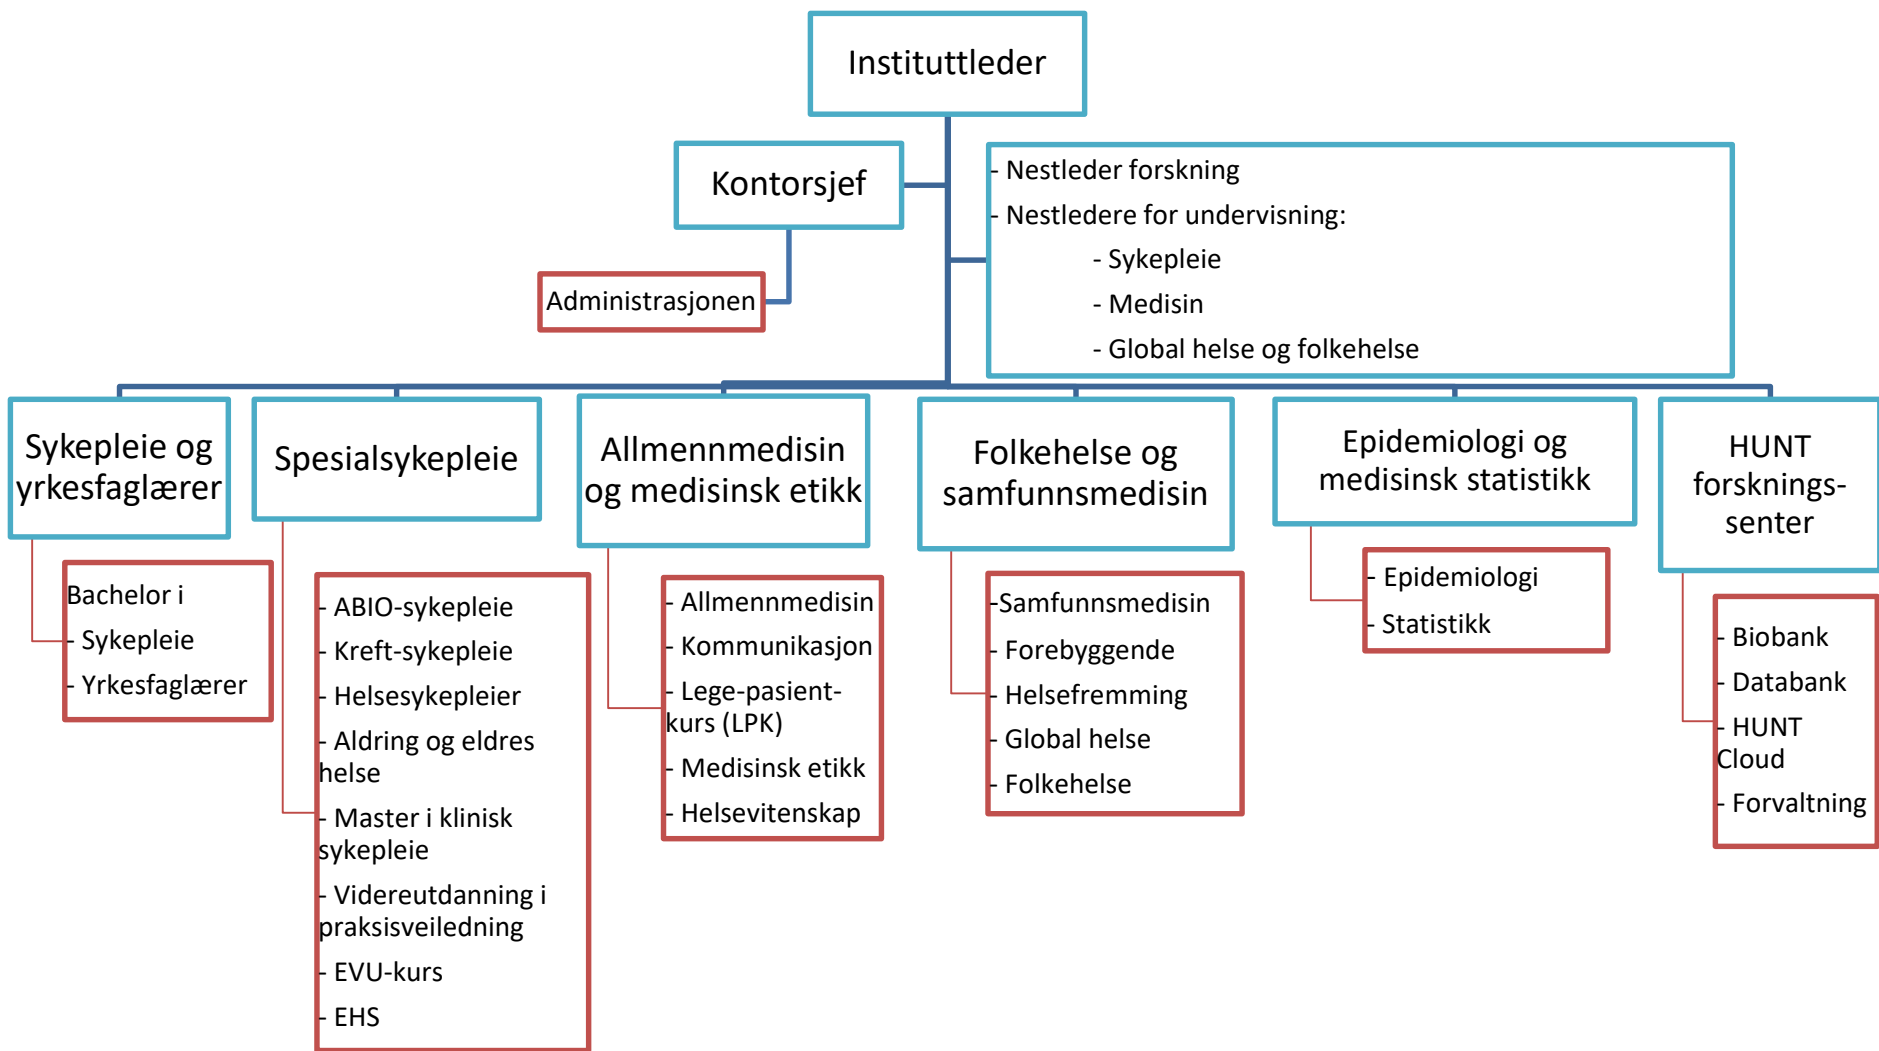 Instituttleder
Kontorsjef
- Nestleder forskning
- Nestledere for undervisning:
- Sykepleie
- Medisin
- Global helse og folkehelse
Administrasjonen
Sykepleie og
yrkesfaglærer
Bachelor i
- Sykepleie
- Yrkesfaglærer
Spesialsykepleie
- ABIO-sykepleie
- Kreft-sykepleie
- Helsesykepleier
- Aldring og eldres
helse
- Master i klinisk
sykepleie
- Videreutdanning i
praksisveiledning
- EVU-kurs
- EHS
Allmennmedisin
og medisinsk etikk
- Allmennmedisin
- Kommunikasjon
- Lege-pasient-
kurs (LPK)
- Medisinsk etikk
- Helsevitenskap
Folkehelse og
samfunnsmedisin
-Samfunnsmedisin
- Forebyggende
- Helsefremming
- Global helse
- Folkehelse
Epidemiologi og
medisinsk statistikk
- Epidemiologi
- Statistikk
HUNT
forsknings-
senter
- Biobank
- Databank
- HUNT
Cloud
- Forvaltning